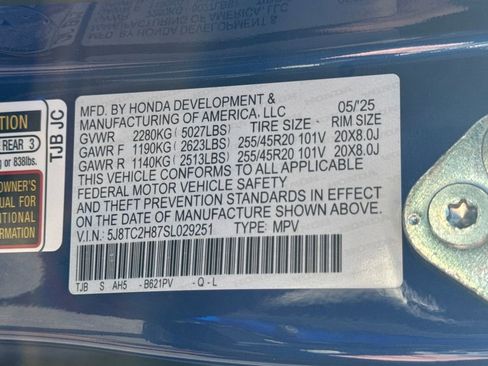 MFD. BY HONDA DEVELOPMENT &
MANUFACTURING OF AMERICA, LLC 05/'25
GVWR 2280KG(5027LBS) TIRE SIZE RIM SIZE
GAWR F 1190KG(2623LBS) 255/45R20 101V 20X8.0J
GAWR R 1140KG(2513LBS) 255/45R20 101V 20X8.0J
THIS VEHICLE CONFORMS TO ALL APPLICABLE
FEDERAL MOTOR VEHICLE SAFETY
AND THEFT PREVENTION STANDARDS IN EFFECT ON
THE DATE OF MANUFACTURE SHOWN ABOVE.
V.I.N.: 5J8TC2H87SL029251 TYPE: MPV
TJB S AH5 -B621PV -Q-L
TJB JC
REAR 3
or 838lbs.
OWNER'S
MANUAL FOR
INFORMATION